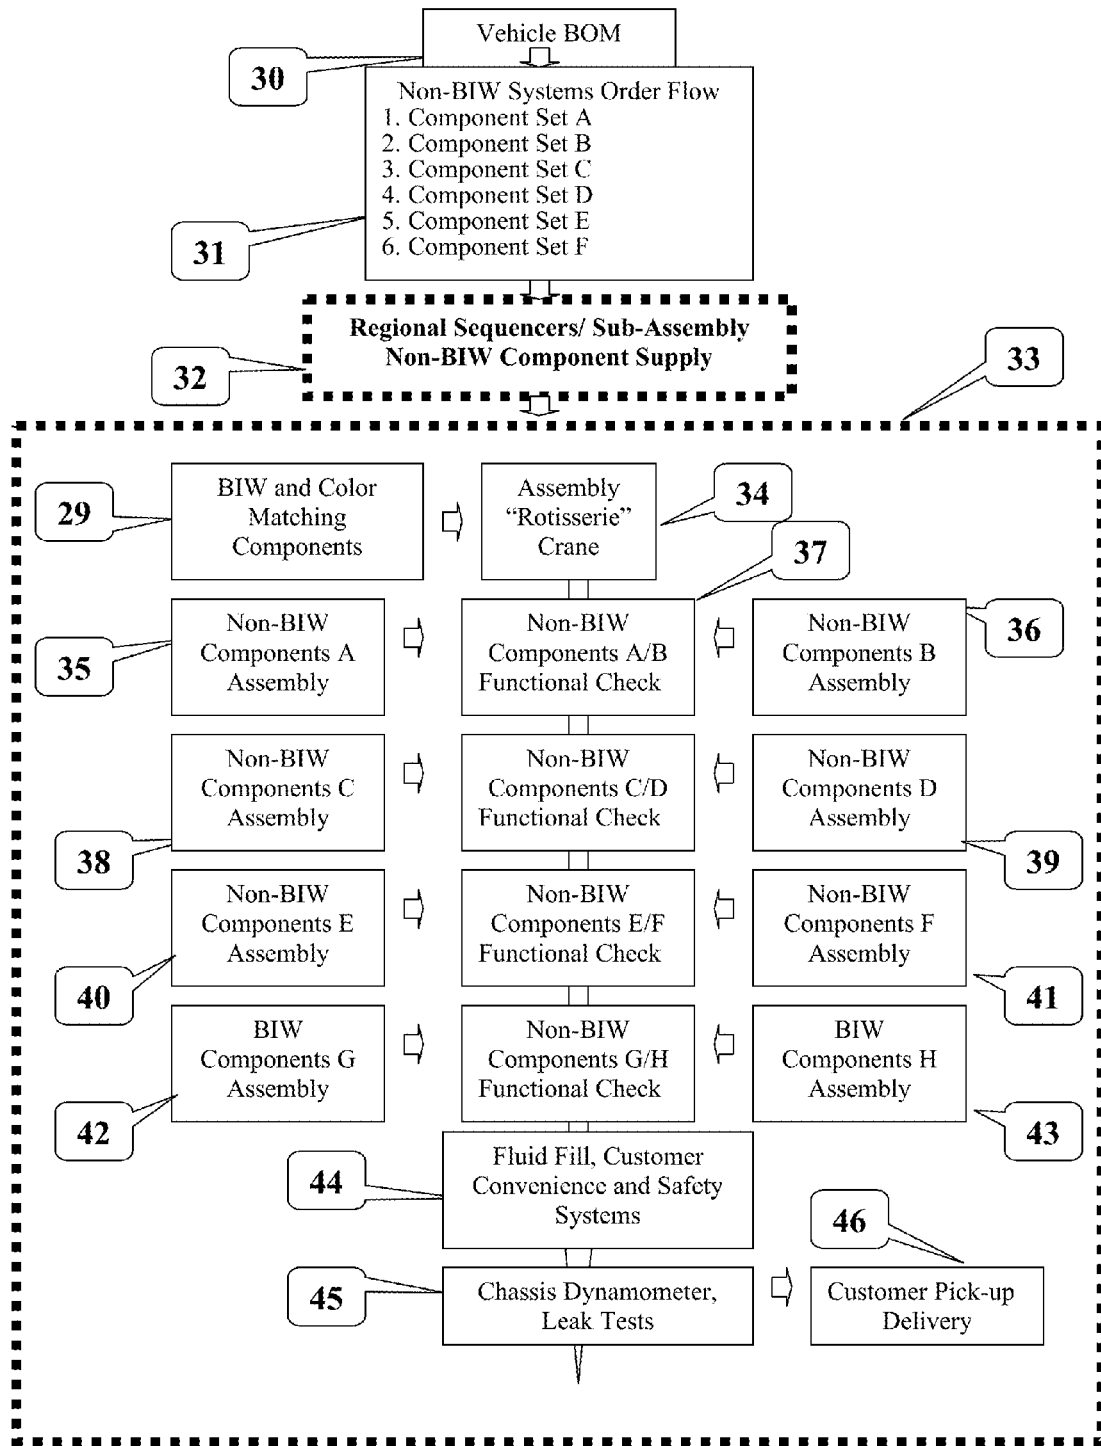 Vehicle BOM
30
Non-BIW Systems Order Flow
1. Component Set A
2. Component Set B
3. Component Set C
4. Component Set D
5. Component Set E
6. Component Set F
31
Regional Sequencers/ Sub-Assembly
Non-BIW Component Supply
32
33
29
BIW and Color
Matching
Components
Assembly
“Rotisserie”
Crane
34
37
35
Non-BIW
Components A
Assembly
Non-BIW
Components A/B
Functional Check
Non-BIW
Components B
Assembly
36
Non-BIW
Components C
Assembly
Non-BIW
Components C/D
Functional Check
Non-BIW
Components D
Assembly
38
39
Non-BIW
Components E
Assembly
Non-BIW
Components E/F
Functional Check
Non-BIW
Components F
Assembly
40
41
BIW
Components G
Assembly
Non-BIW
Components G/H
Functional Check
BIW
Components H
Assembly
42
43
44
Fluid Fill, Customer
Convenience and Safety
Systems
46
45
Chassis Dynamometer,
Leak Tests
Customer Pick-up
Delivery